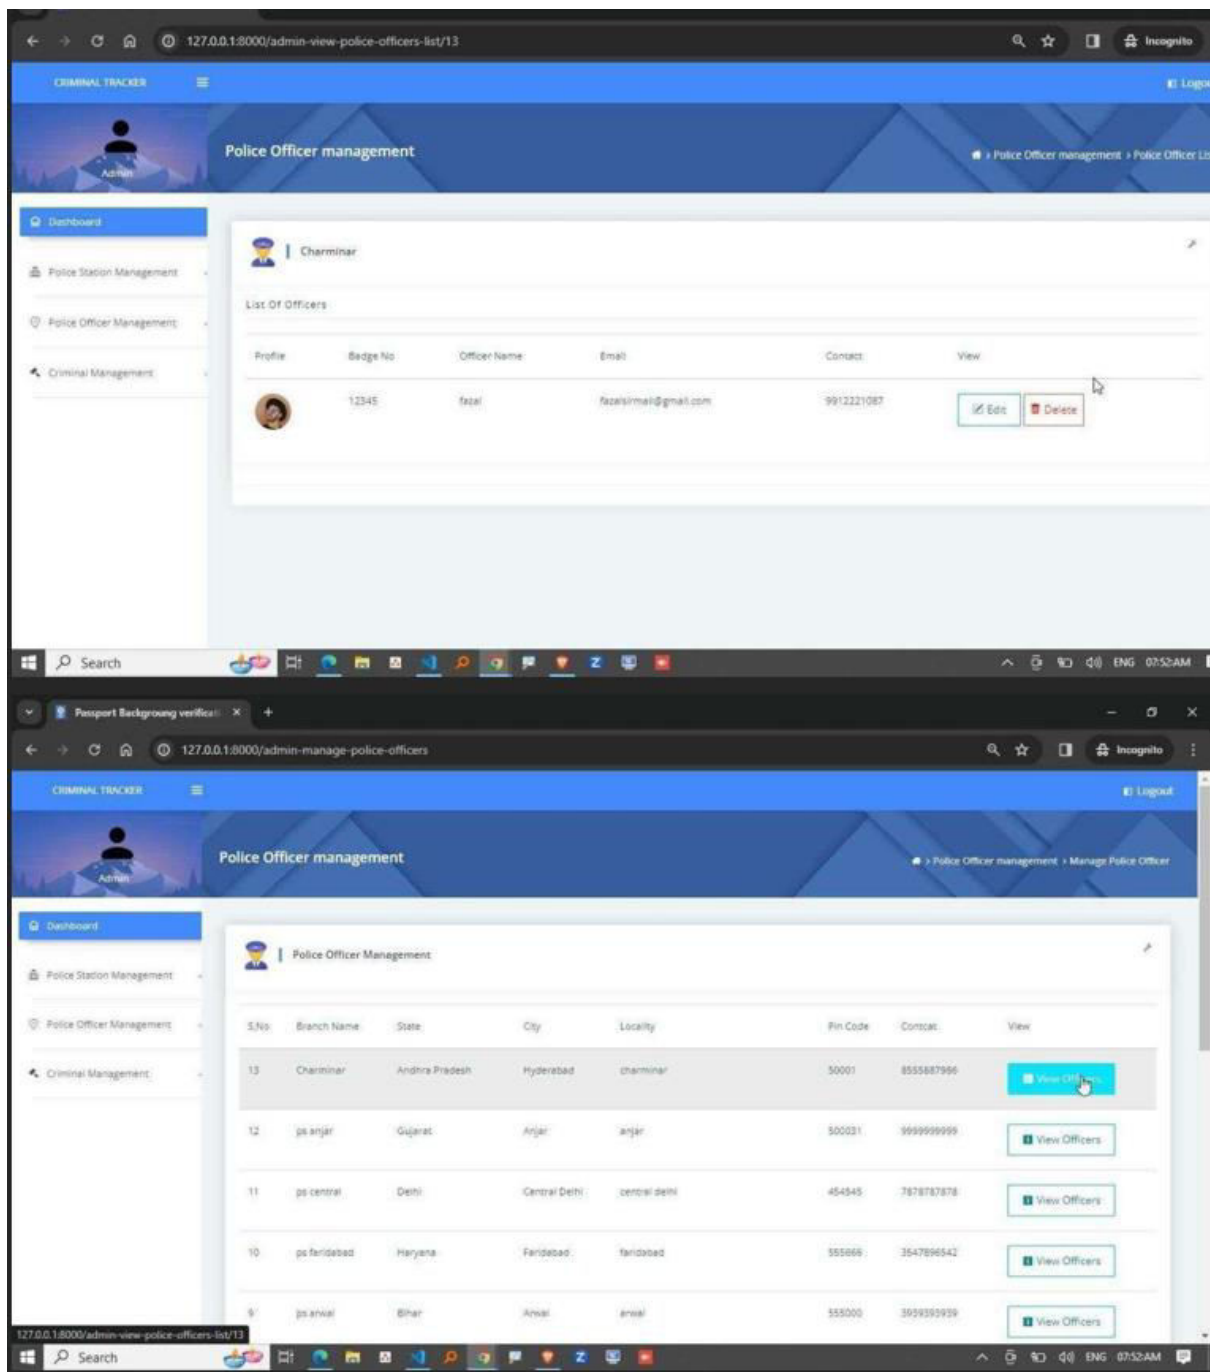 127.0.0.1:8000/admin-view-police-officers-list/13
Incognito
CRIMINAL TRACKER
Logou
Admin
Police Officer management
Police Officer management › Police Officer Lis
Dashboard
Police Station Management
Police Officer Management
Criminal Management
Charminar
List Of Officers
Profile Badge No Officer Name Email Contact View
12345 fazal fazalsirmail@gmail.com 9912221087 Edit Delete
Search
ENG 07:52AM
Passport Backgroung verificati
127.0.0.1:8000/admin-manage-police-officers
Incognito
CRIMINAL TRACKER
Logout
Admin
Police Officer management
Police Officer management › Manage Police Officer
Dashboard
Police Station Management
Police Officer Management
Criminal Management
Police Officer Management
S.No Branch Name State City Locality Pin Code Contcat View
13 Charminar Andhra Pradesh Hyderabad charminar 50001 8555687966 View Officers
12 ps anjar Gujarat Anjar anjar 500031 9999999999 View Officers
11 ps central Delhi Central Delhi central delhi 454545 7878787878 View Officers
10 ps faridabad Haryana Faridabad faridabad 555666 3647896542 View Officers
9 ps arwal Bihar Arwal arwal 555000 3939393939 View Officers
127.0.0.1:8000/admin-view-police-officers-list/13
Search
ENG 07:52AM